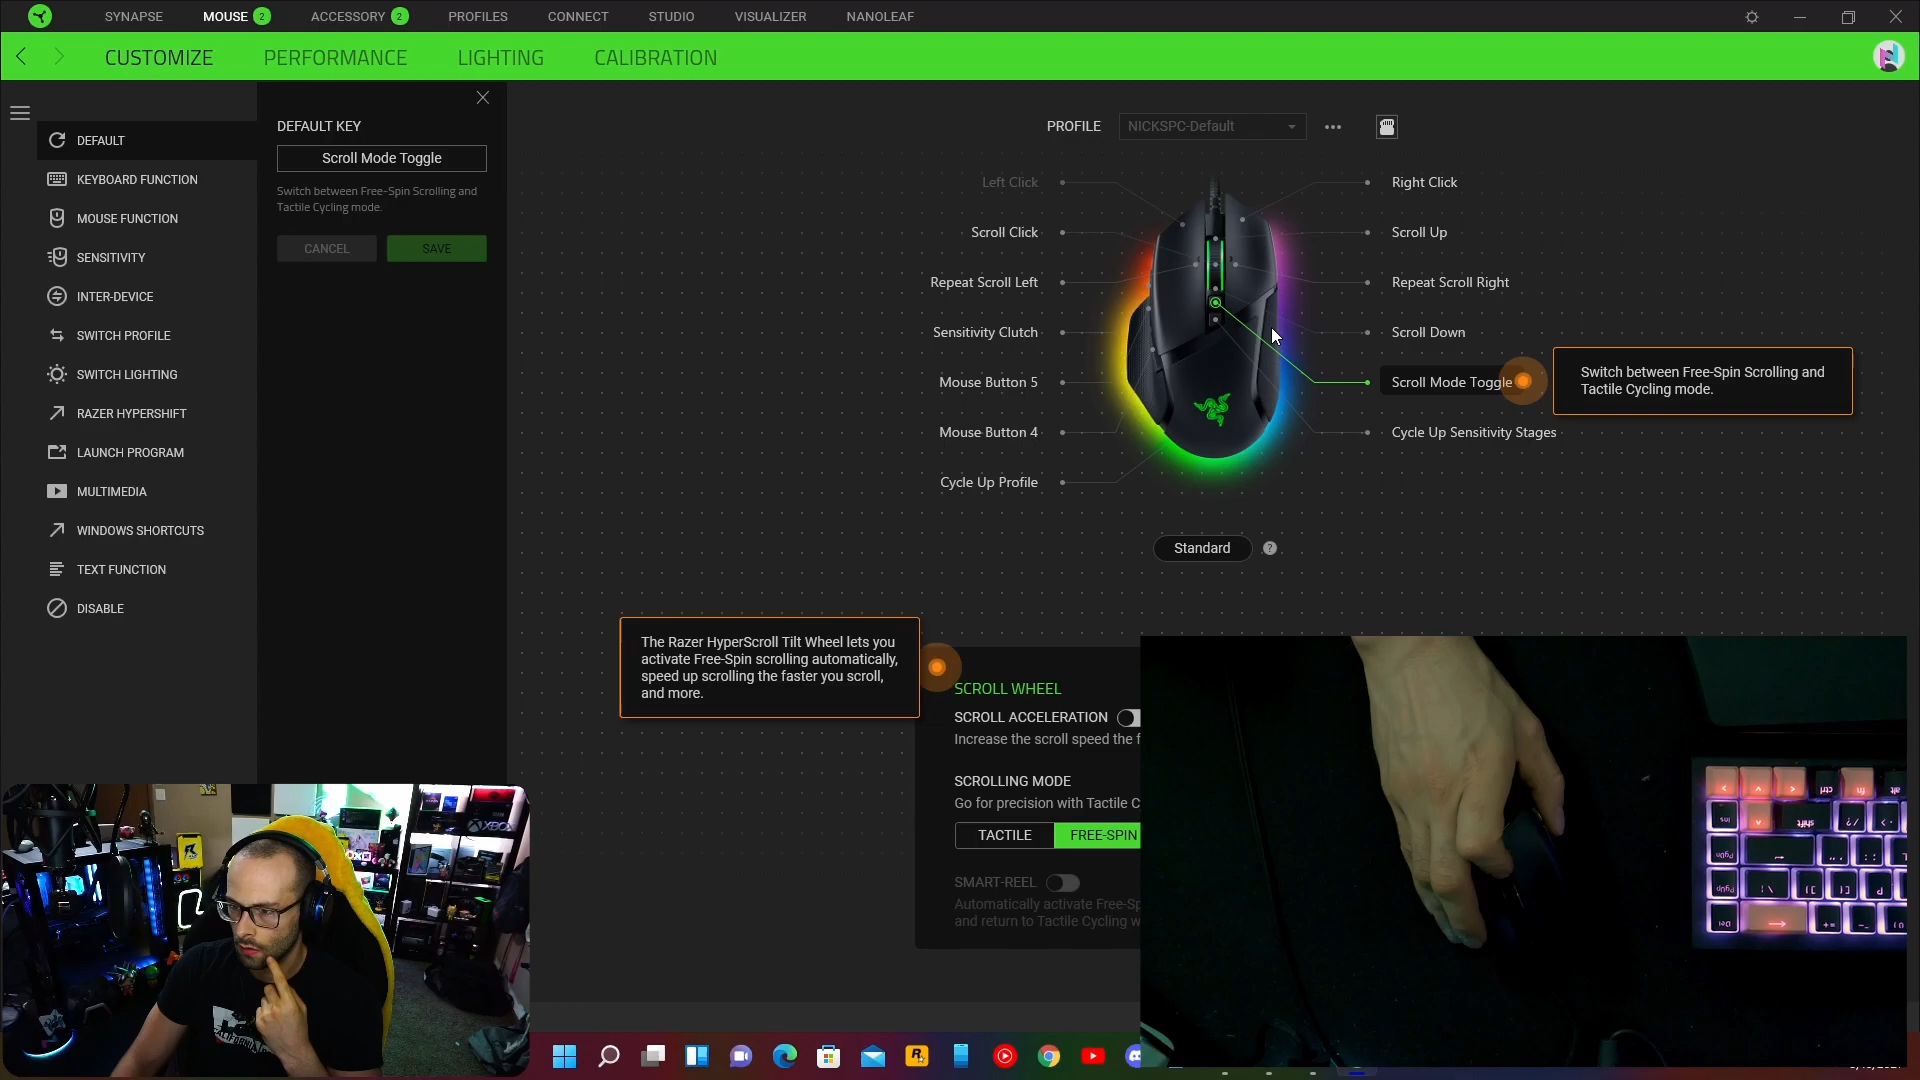 SYNAPSE
MOUSE 2
ACCESSORY 2
PROFILES
CONNECT
STUDIO
VISUALIZER
NANOLEAF
CUSTOMIZE
PERFORMANCE
LIGHTING
CALIBRATION
DEFAULT
KEYBOARD FUNCTION
MOUSE FUNCTION
SENSITIVITY
INTER-DEVICE
SWITCH PROFILE
SWITCH LIGHTING
RAZER HYPERSHIFT
LAUNCH PROGRAM
MULTIMEDIA
WINDOWS SHORTCUTS
TEXT FUNCTION
DISABLE
DEFAULT KEY
Scroll Mode Toggle
Switch between Free-Spin Scrolling and
Tactile Cycling mode.
CANCEL
SAVE
PROFILE
NICKSPC-Default
Left Click
Scroll Click
Repeat Scroll Left
Sensitivity Clutch
Mouse Button 5
Mouse Button 4
Cycle Up Profile
Right Click
Scroll Up
Repeat Scroll Right
Scroll Down
Scroll Mode Toggle
Cycle Up Sensitivity Stages
Switch between Free-Spin Scrolling and
Tactile Cycling mode.
Standard
?
The Razer HyperScroll Tilt Wheel lets you
activate Free-Spin scrolling automatically,
speed up scrolling the faster you scroll,
and more.
SCROLL WHEEL
SCROLL ACCELERATION
Increase the scroll speed the f
SCROLLING MODE
Go for precision with Tactile C
TACTILE
FREE-SPIN
SMART-REEL
Automatically activate Free-Sp
and return to Tactile Cycling w
XBOX
CALIFORNIA